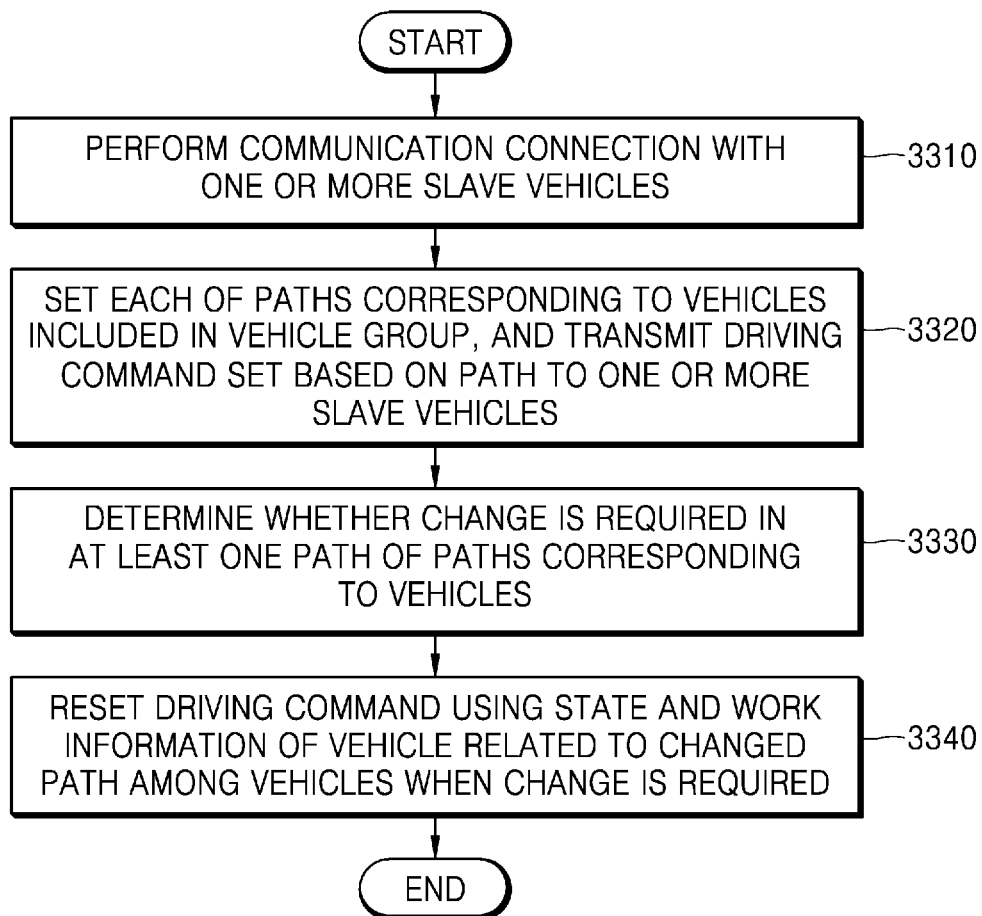 START
PERFORM COMMUNICATION CONNECTION WITH
ONE OR MORE SLAVE VEHICLES
3310
SET EACH OF PATHS CORRESPONDING TO VEHICLES
INCLUDED IN VEHICLE GROUP, AND TRANSMIT DRIVING
COMMAND SET BASED ON PATH TO ONE OR MORE
SLAVE VEHICLES
3320
DETERMINE WHETHER CHANGE IS REQUIRED IN
AT LEAST ONE PATH OF PATHS CORRESPONDING
TO VEHICLES
3330
RESET DRIVING COMMAND USING STATE AND WORK
INFORMATION OF VEHICLE RELATED TO CHANGED
PATH AMONG VEHICLES WHEN CHANGE IS REQUIRED
3340
END